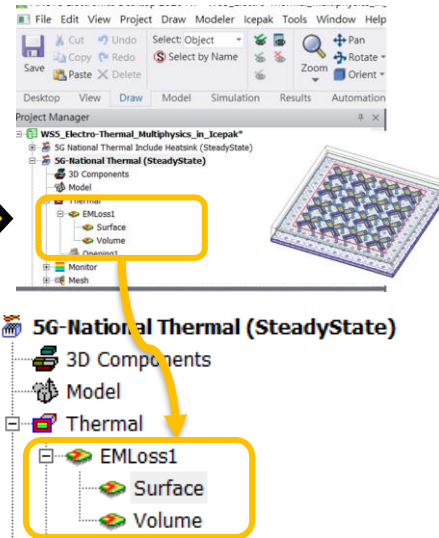 File Edit View Project Draw Modeler Icepak Tools Window Help
Save
Cut Undo
Copy Redo
Paste Delete
Select: Object
Select by Name
Zoom
Pan
Rotate
Orient
Desktop View Draw Model Simulation Results Automation
Project Manager
WS5_Electro-Thermal_Multiphysics_in_Icepak*
5G National Thermal Include Heatsink (SteadyState)
5G-National Thermal (SteadyState)
3D Components
Model
Thermal
EMLoss1
Surface
Volume
Opening1
Monitor
Mesh
5G-National Thermal (SteadyState)
3D Components
Model
Thermal
EMLoss1
Surface
Volume